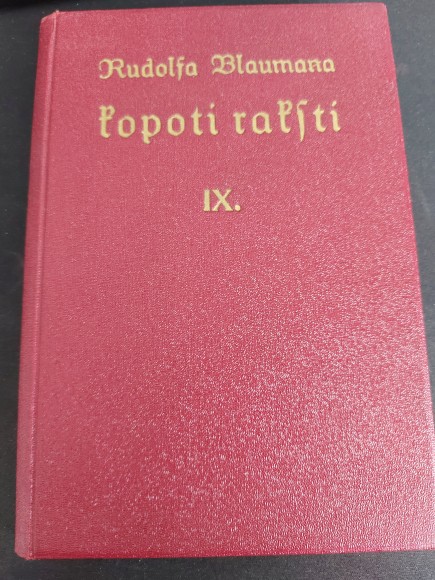 Rudolfa Blaumaņa
kopoti rakſti
IX.